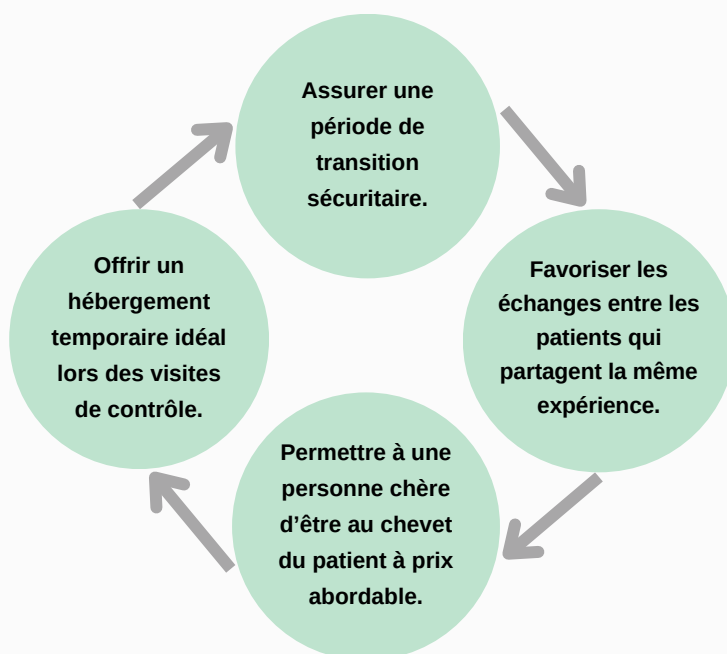 Assurer une
période de
transition
sécuritaire.
Favoriser les
échanges entre les
patients qui
partagent la même
expérience.
Permettre à une
personne chère
d’être au chevet
du patient à prix
abordable.
Offrir un
hébergement
temporaire idéal
lors des visites
de contrôle.